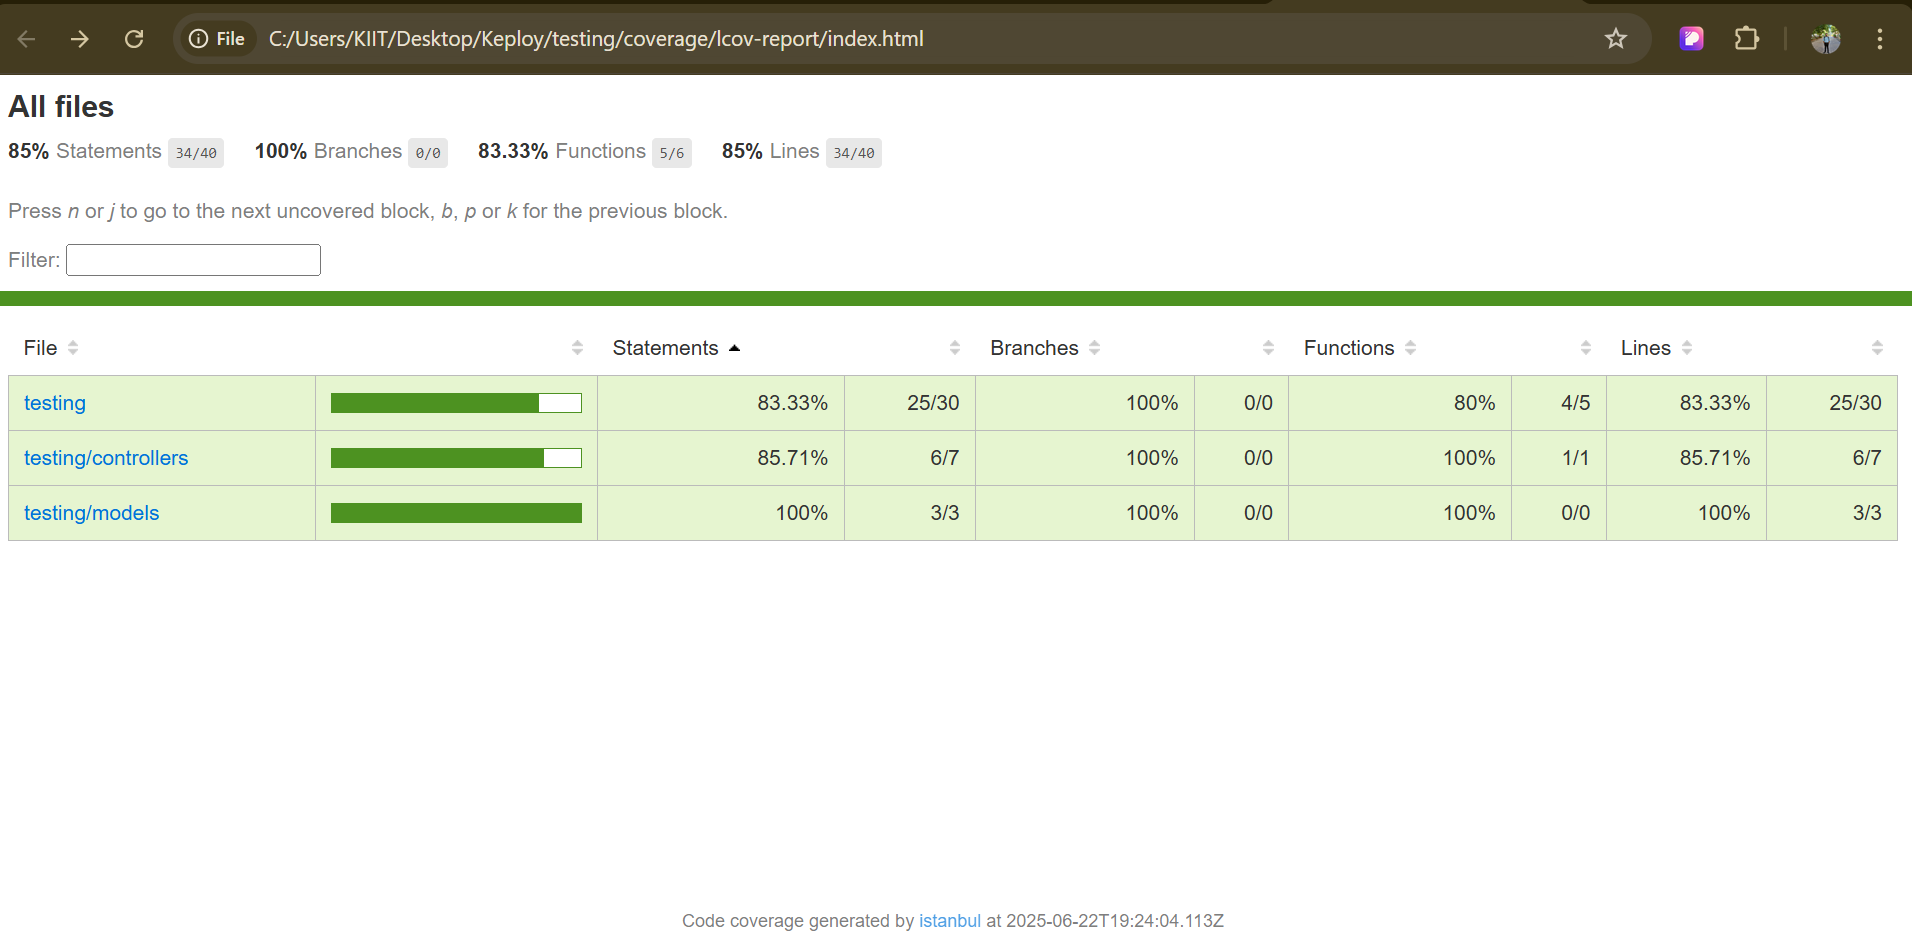 File C:/Users/KIIT/Desktop/Keploy/testing/coverage/lcov-report/index.html
All files
85% Statements 34/40 100% Branches 0/0 83.33% Functions 5/6 85% Lines 34/40
Press n or j to go to the next uncovered block, b, p or k for the previous block.
Filter:
File Statements Branches Functions Lines
testing 83.33% 25/30 100% 0/0 80% 4/5 83.33% 25/30
testing/controllers 85.71% 6/7 100% 0/0 100% 1/1 85.71% 6/7
testing/models 100% 3/3 100% 0/0 100% 0/0 100% 3/3
Code coverage generated by istanbul at 2025-06-22T19:24:04.113Z